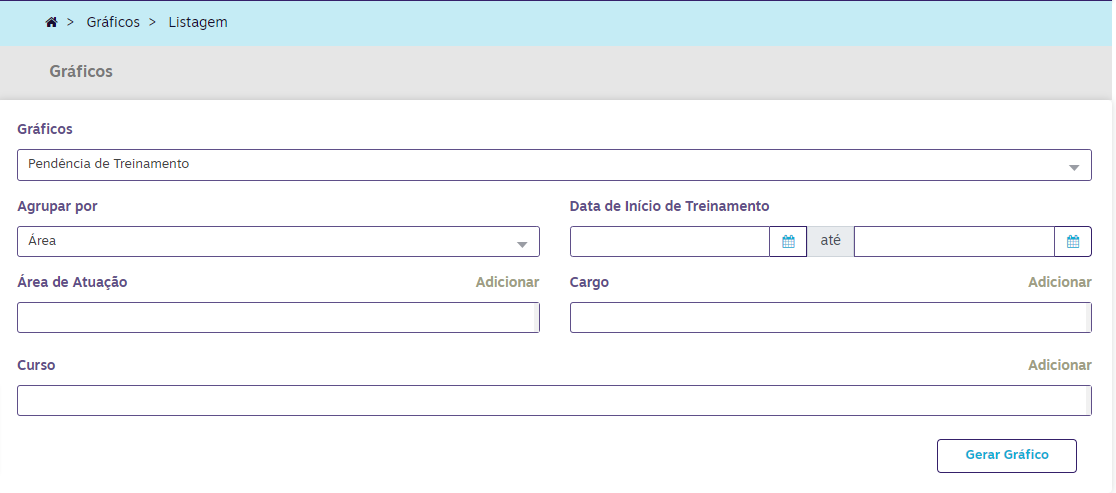 > Gráficos > Listagem
Gráficos
Gráficos
Pendência de Treinamento
Agrupar por
Data de Início de Treinamento
Área
até
Área de Atuação
Adicionar
Cargo
Adicionar
Curso
Adicionar
Gerar Gráfico